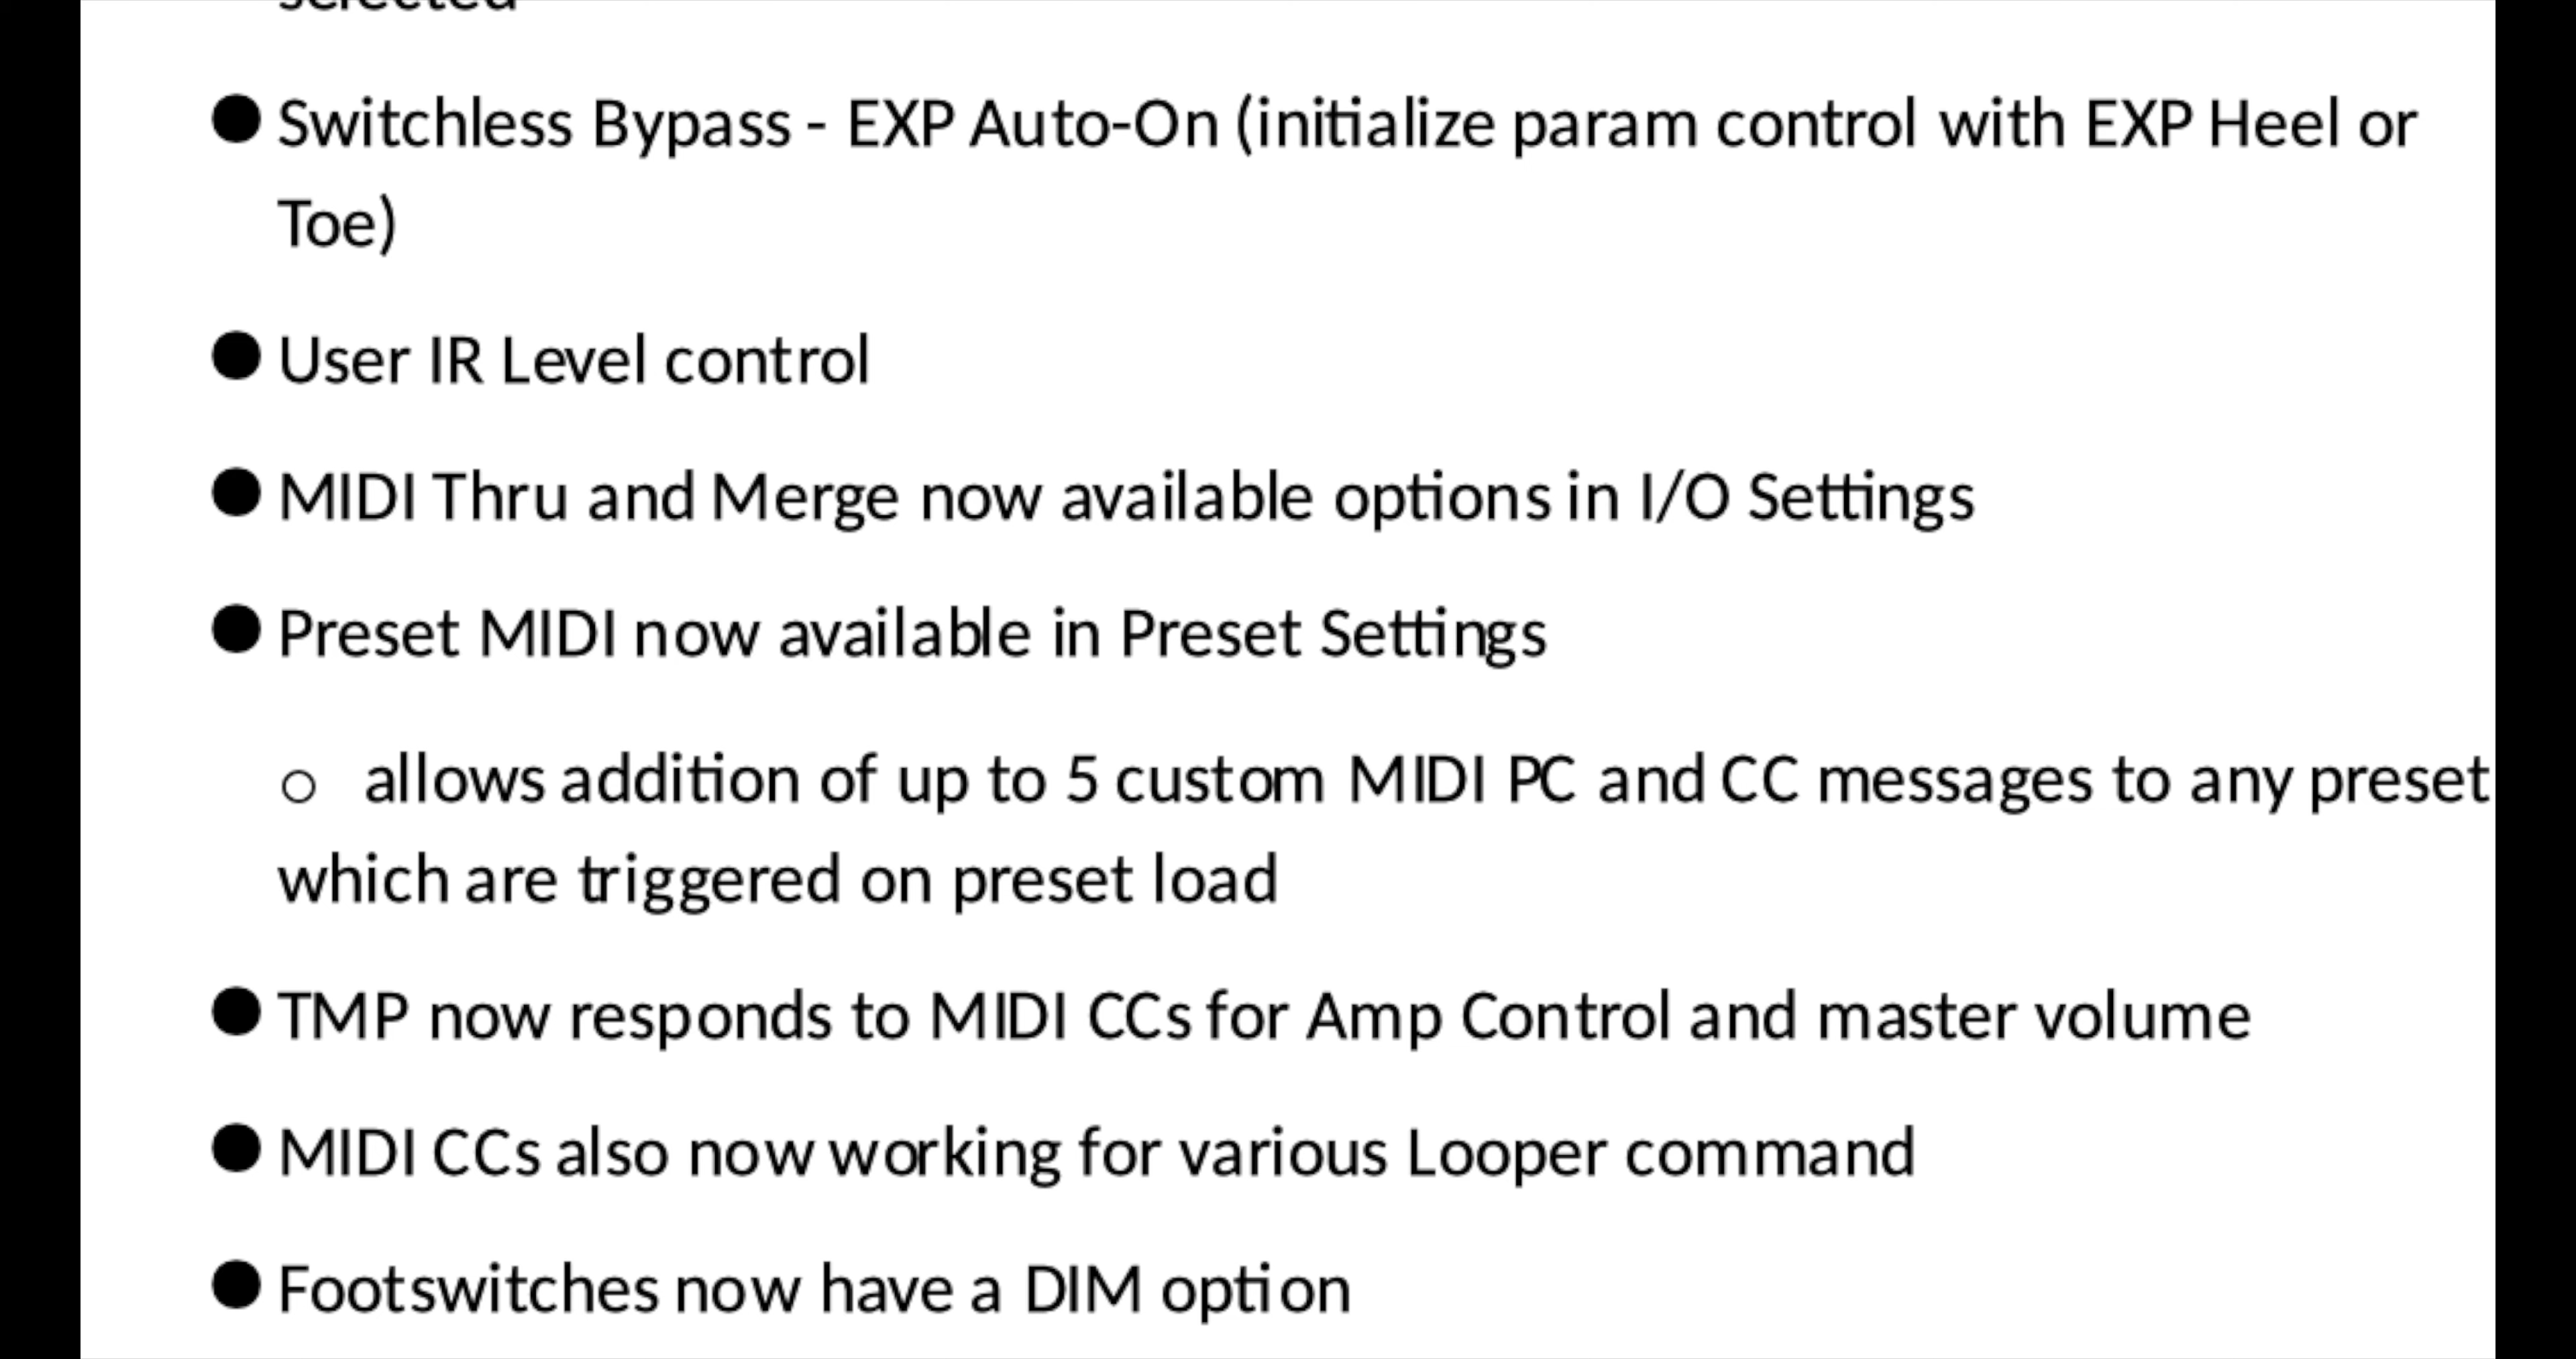 selected
● Switchless Bypass - EXP Auto-On (initialize param control with EXP Heel or
Toe)
● User IR Level control
● MIDI Thru and Merge now available options in I/O Settings
● Preset MIDI now available in Preset Settings
○ allows addition of up to 5 custom MIDI PC and CC messages to any preset
which are triggered on preset load
● TMP now responds to MIDI CCs for Amp Control and master volume
● MIDI CCs also now working for various Looper command
● Footswitches now have a DIM option